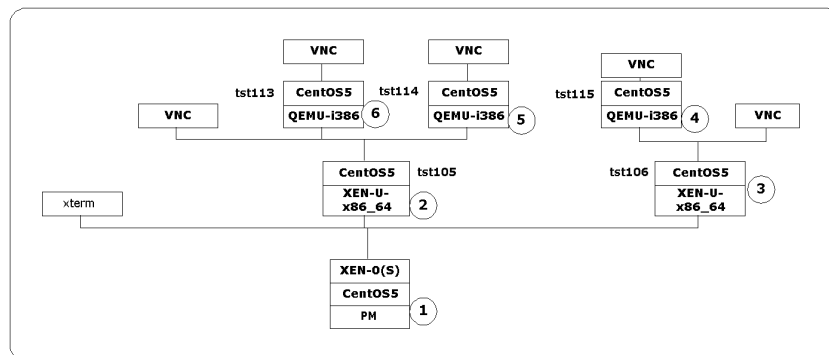 VNC
VNC
VNC
tst113
CentOS5
tst114
CentOS5
tst115
CentOS5
VNC
QEMU-i386
6
QEMU-i386
5
QEMU-i386
4
VNC
CentOS5
tst105
tst106
CentOS5
xterm
XEN-U-
x86_64
2
XEN-U-
x86_64
3
XEN-0(S)
CentOS5
PM
1